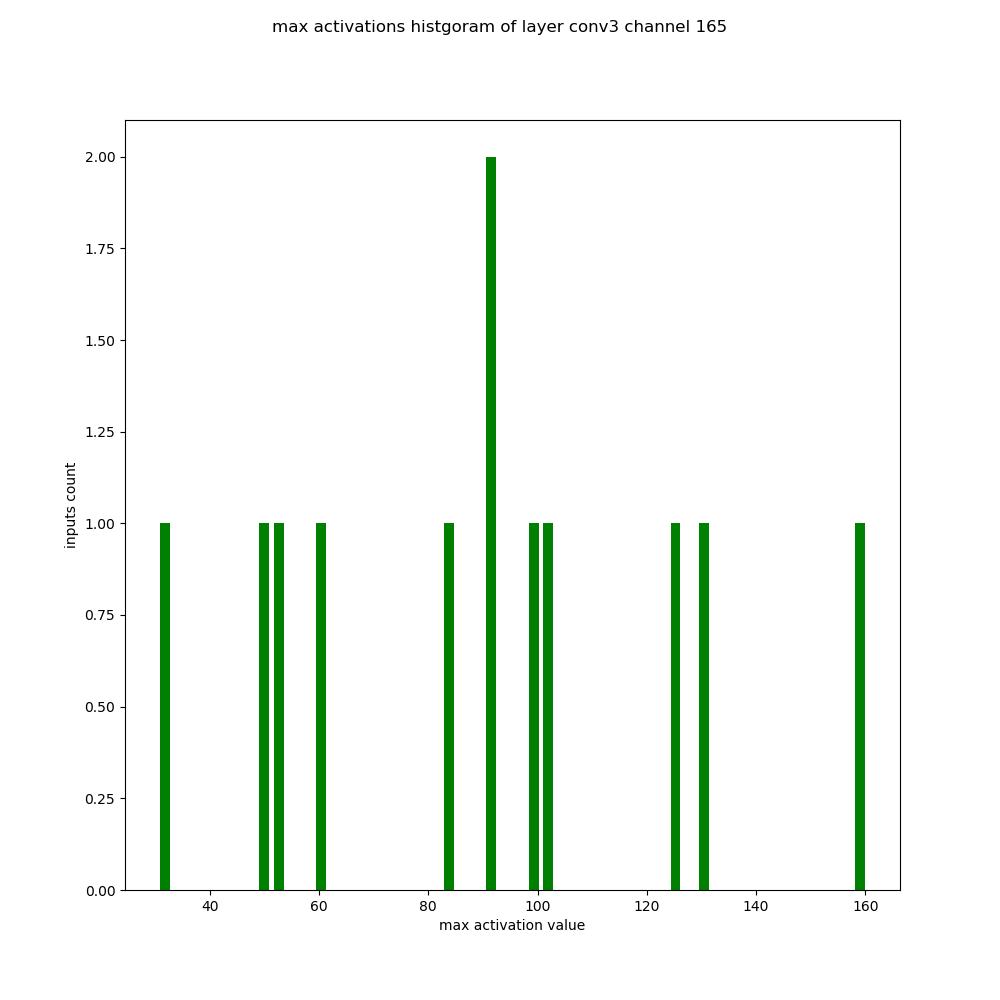 max activations histgoram of layer conv3 channel 165
2.00
1.75
1.50
1.25
1.00
0.75
0.50
0.25
0.00
inputs count
40 60 80 100 120 140 160
max activation value